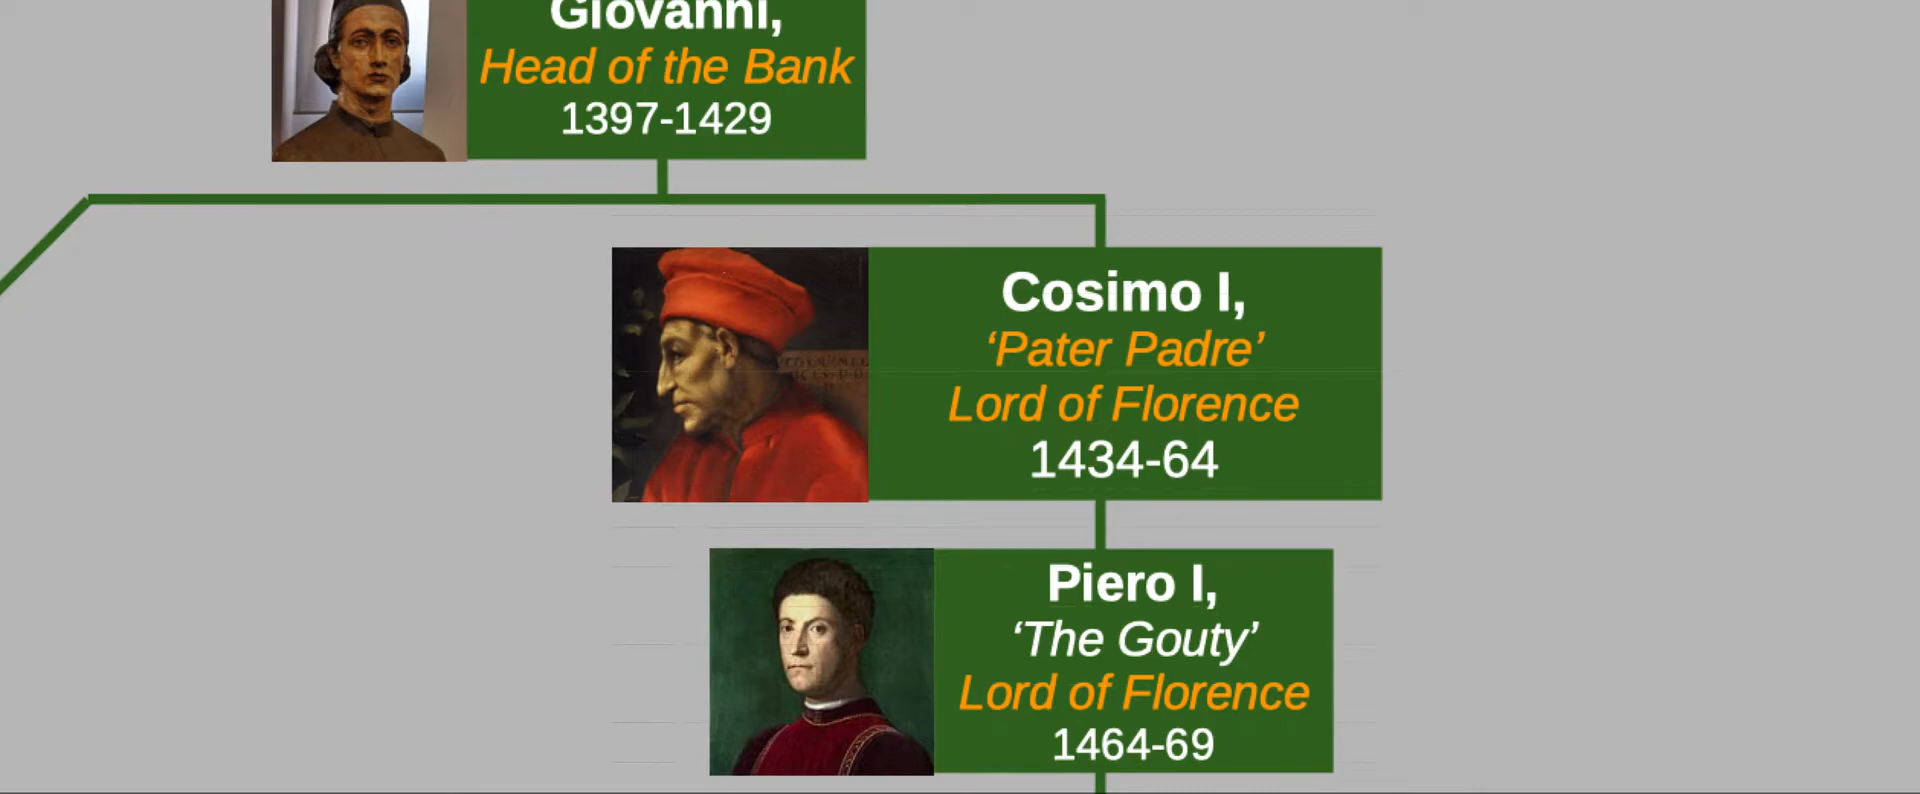 Giovanni,
Head of the Bank
1397-1429
Cosimo I,
‘Pater Padre’
Lord of Florence
1434-64
Piero I,
‘The Gouty’
Lord of Florence
1464-69